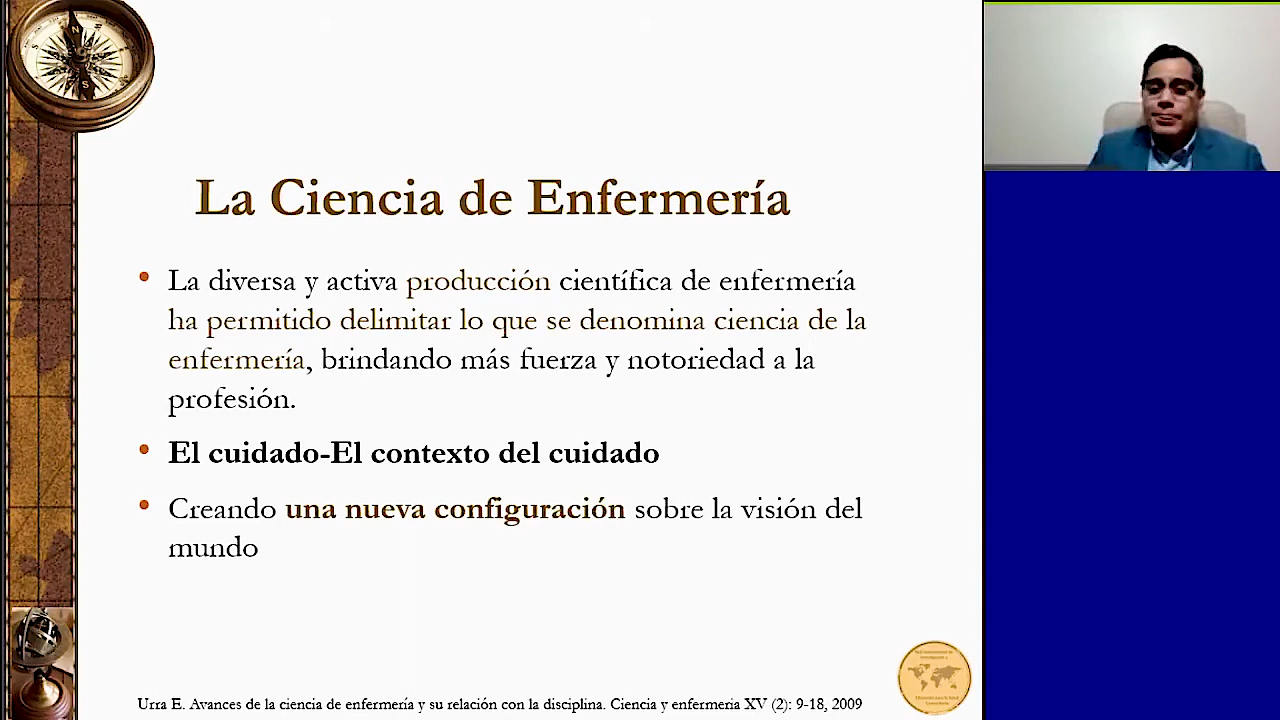 La Ciencia de Enfermería
• La diversa y activa producción científica de enfermería
ha permitido delimitar lo que se denomina ciencia de la
enfermería, brindando más fuerza y notoriedad a la
profesión.
• El cuidado-El contexto del cuidado
• Creando una nueva configuración sobre la visión del
mundo
Urra E. Avances de la ciencia de enfermería y su relación con la disciplina. Ciencia y enfermeria XV (2): 9-18, 2009
N
S